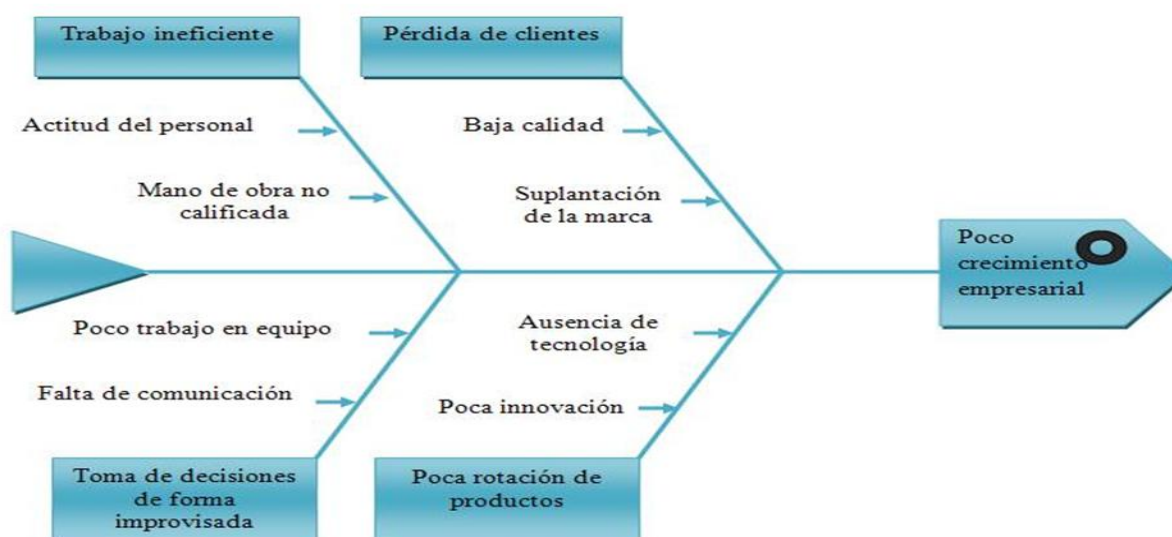 Trabajo ineficiente
Pérdida de clientes
Actitud del personal
Baja calidad
Mano de obra no
calificada
Suplantación
de la marca
Poco
crecimiento
empresarial
Poco trabajo en equipo
Ausencia de
tecnología
Falta de comunicación
Poca innovación
Toma de decisiones
de forma
improvisada
Poca rotación de
productos